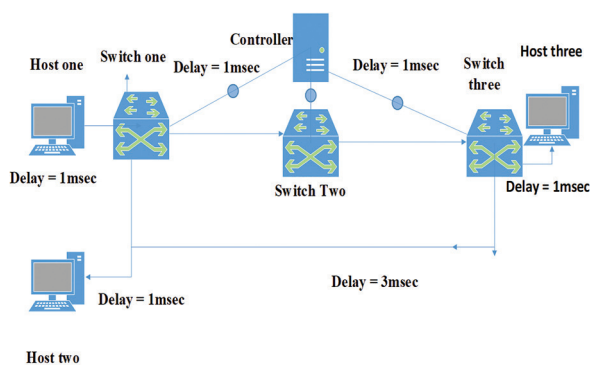 Controller
Switch one
Host one
Delay = 1msec
Delay = 1msec
Switch
three
Host three
Delay = 1msec
Switch Two
Delay = 1msec
Delay = 3msec
Delay = 1msec
Host two